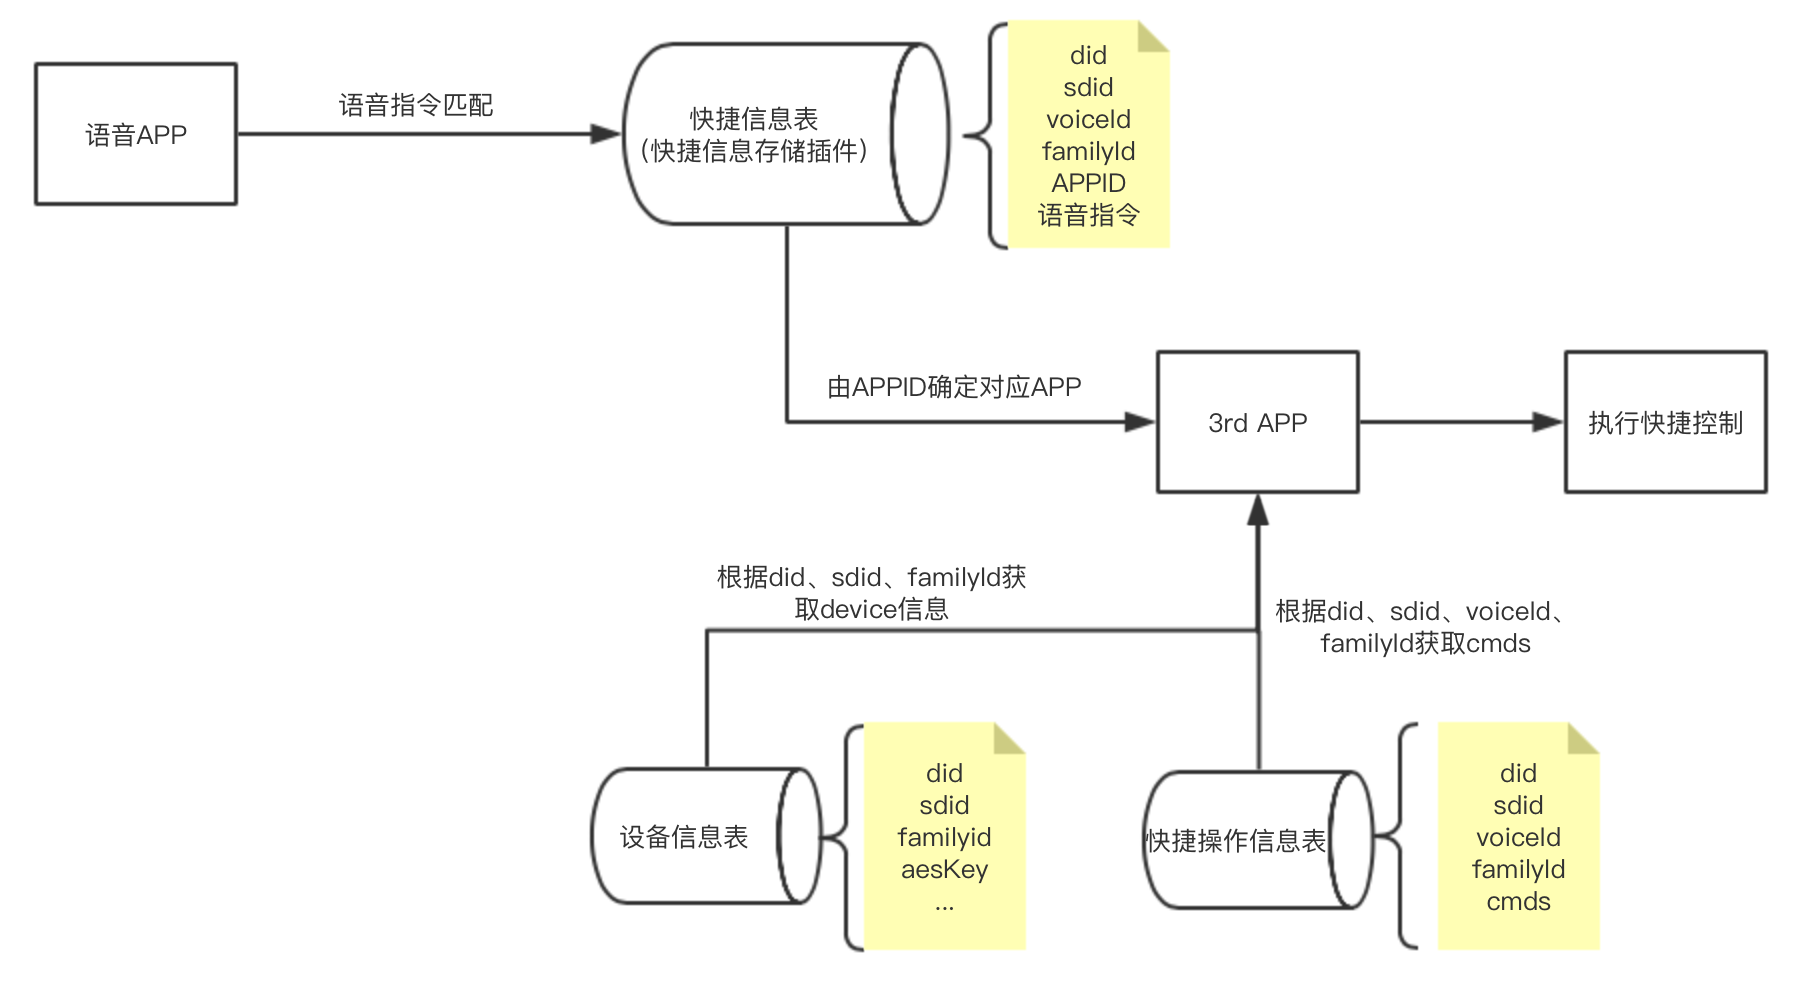 语音APP
语音指令匹配
快捷信息表
（快捷信息存储插件）
did
sdid
voiceId
familyId
APPID
语音指令
由APPID确定对应APP
3rd APP
执行快捷控制
根据did、sdid、familyId获
取device信息
根据did、sdid、voiceId、
familyId获取cmds
设备信息表
did
sdid
familyid
aesKey
...
快捷操作信息表
did
sdid
voiceId
familyId
cmds